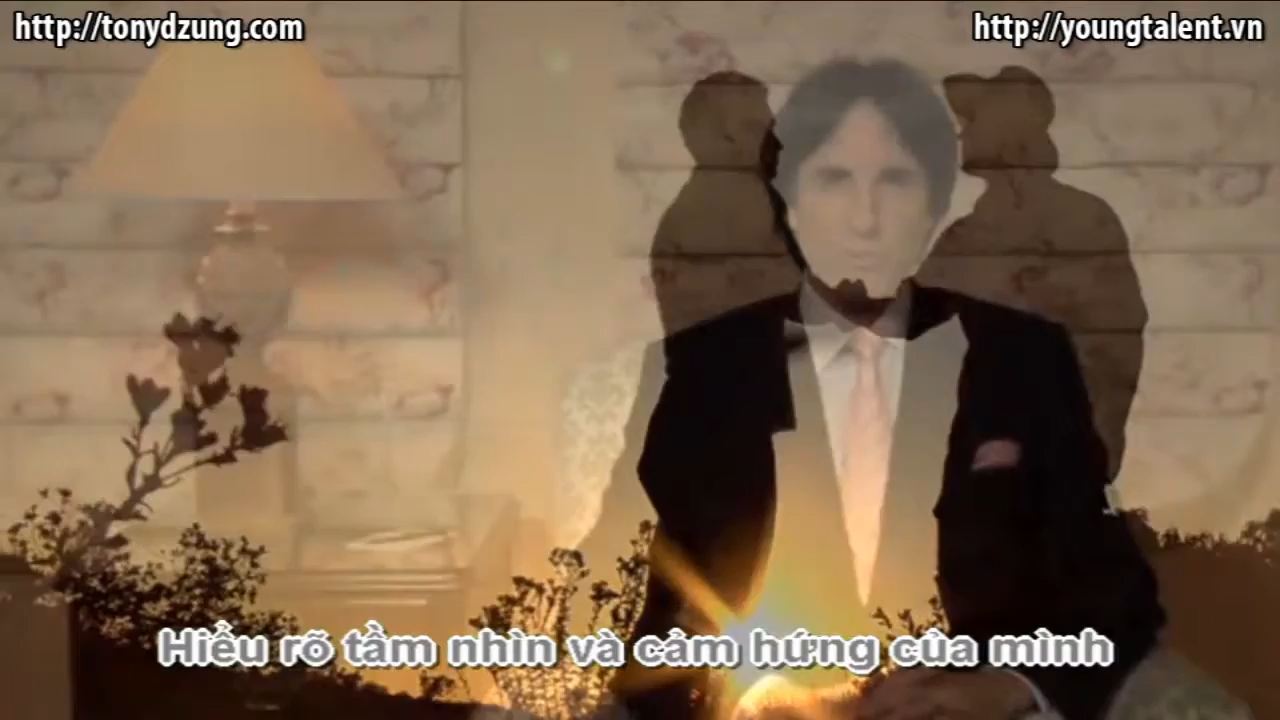 http://tonydzung.com
http://youngtalent.vn
Hiểu rõ tầm nhìn và cảm hứng của mình